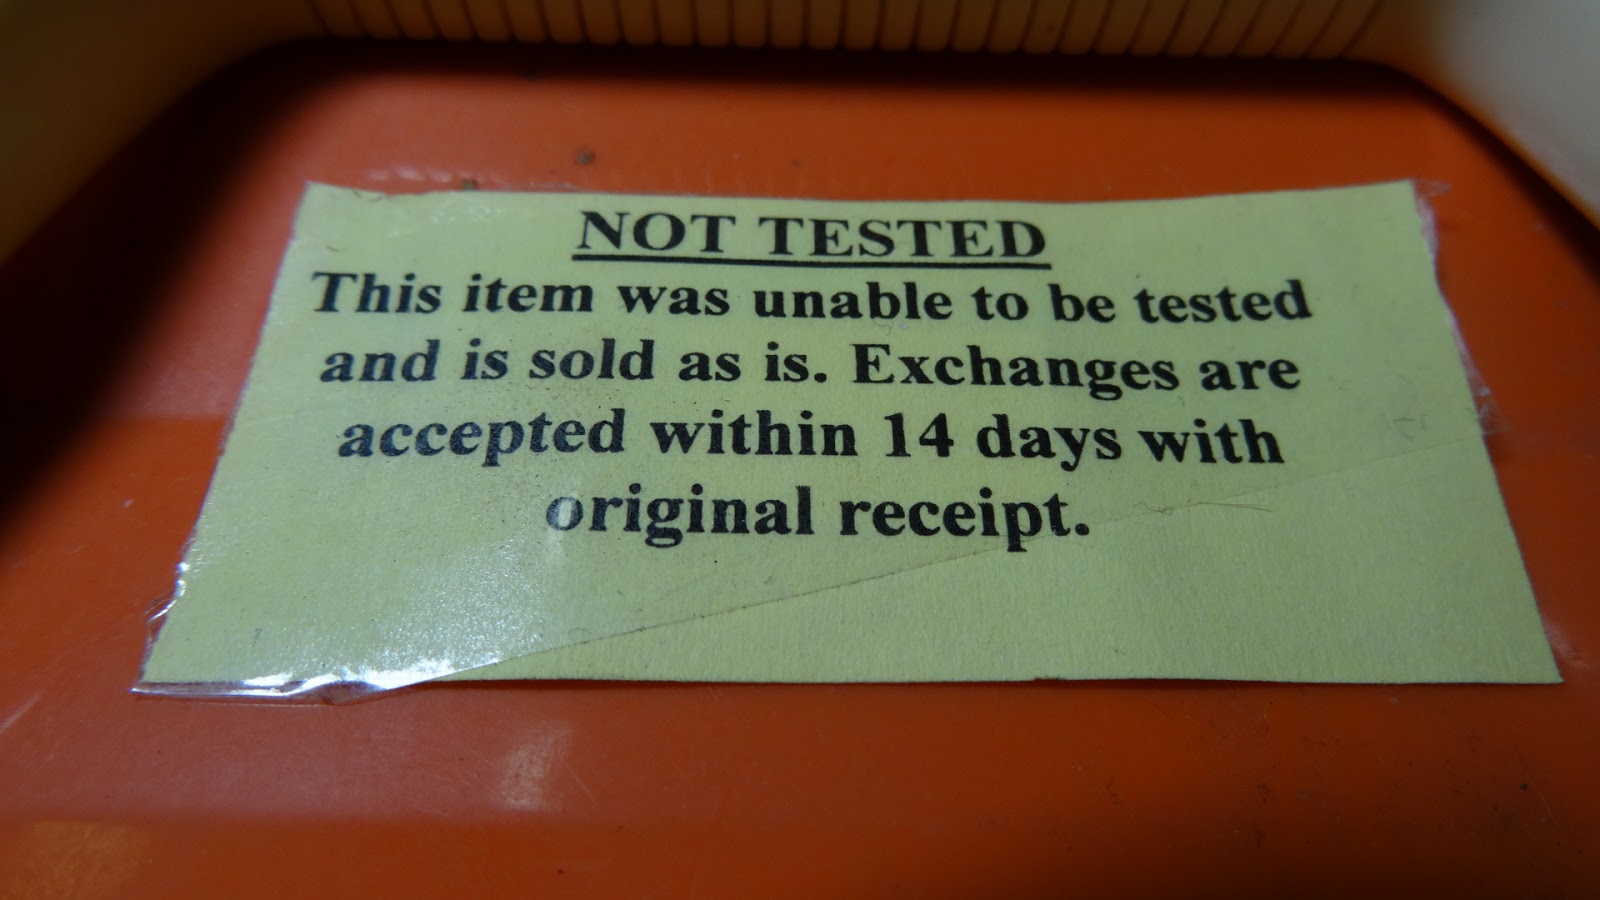 NOT TESTED
This item was unable to be tested
and is sold as is. Exchanges are
accepted within 14 days with
original receipt.